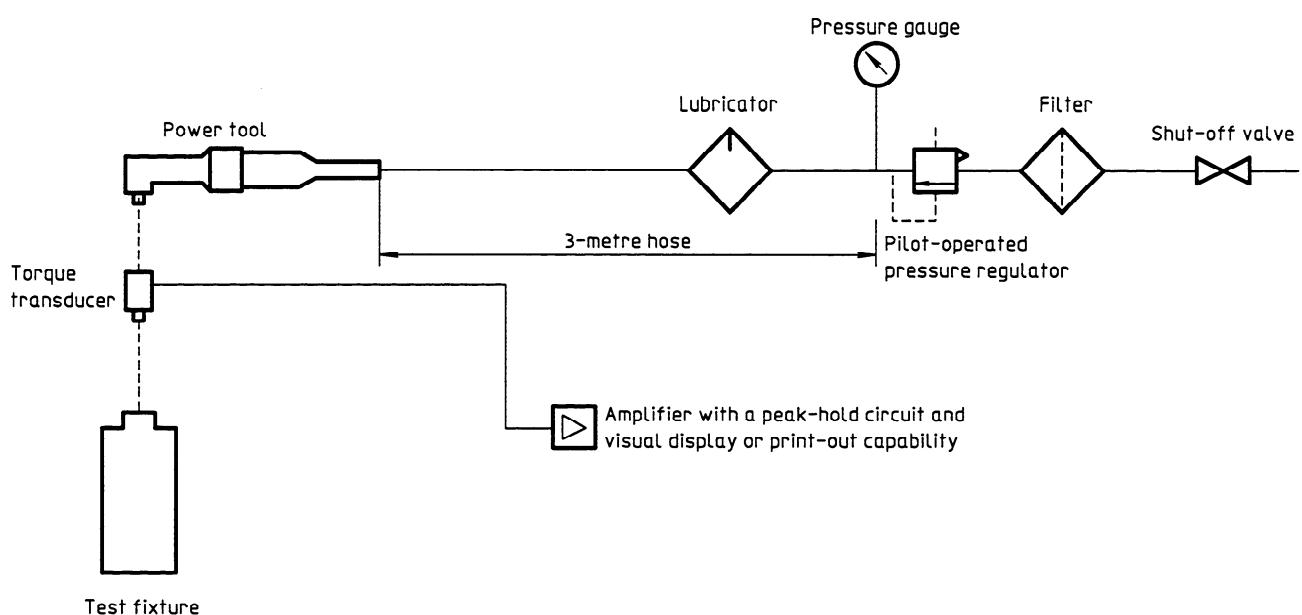 Pressure gauge
Lubricator
Filter
Power tool
Shut-off valve
3-metre hose
Pilot-operated
pressure regulator
Torque
transducer
Amplifier with a peak-hold circuit and
visual display or print-out capability
Test fixture